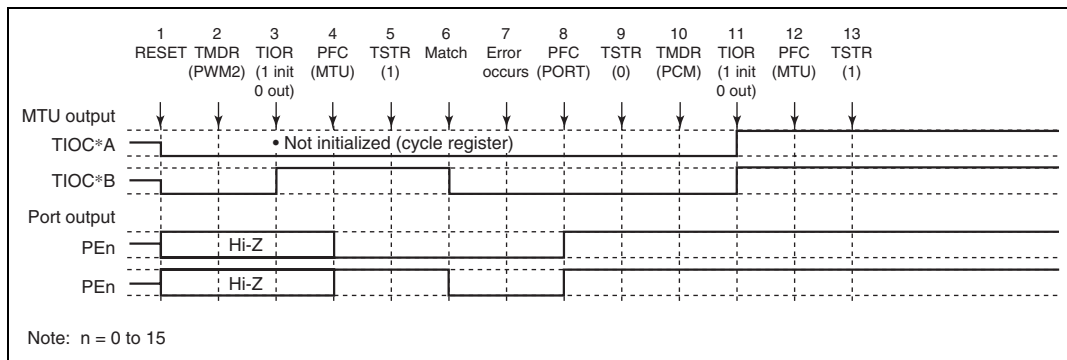 1 2 3 4 5 6 7 8 9 10 11 12 13
RESET TMDR TIOR PFC TSTR Match Error PFC TSTR TMDR TIOR PFC TSTR
(PWM2) (1 init (MTU) (1) occurs (PORT) (0) (PCM) (1 init (MTU) (1)
0 out) 0 out)
MTU output
TIOC*A • Not initialized (cycle register)
TIOC*B
Port output
PEn Hi-Z
PEn Hi-Z
Note: n = 0 to 15